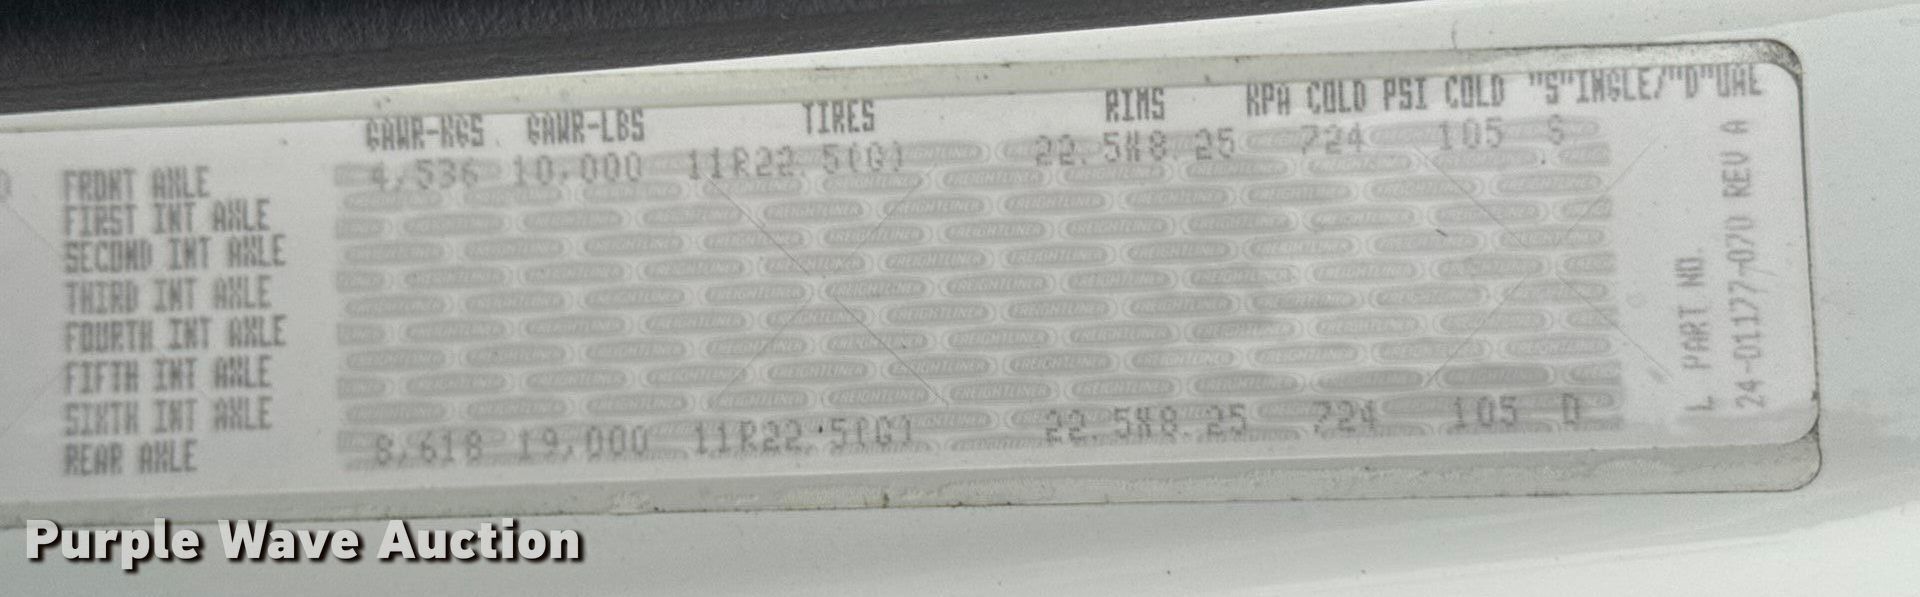 GAWR-KGS GAWR-LBS TIRES RIMS KPA COLD PSI COLD "S"INGLE/"D"UAL
FRONT AXLE 4,536 10,000 11R22.5(G) 22.5X8.25 724 105 S
FIRST INT AXLE
SECOND INT AXLE
THIRD INT AXLE
FOURTH INT AXLE
FIFTH INT AXLE
SIXTH INT AXLE
REAR AXLE 8,618 19,000 11R22.5(G) 22.5X8.25 724 105 D
PART NO.
24-01177-070 REV A
FREIGHTLINER
Purple Wave Auction